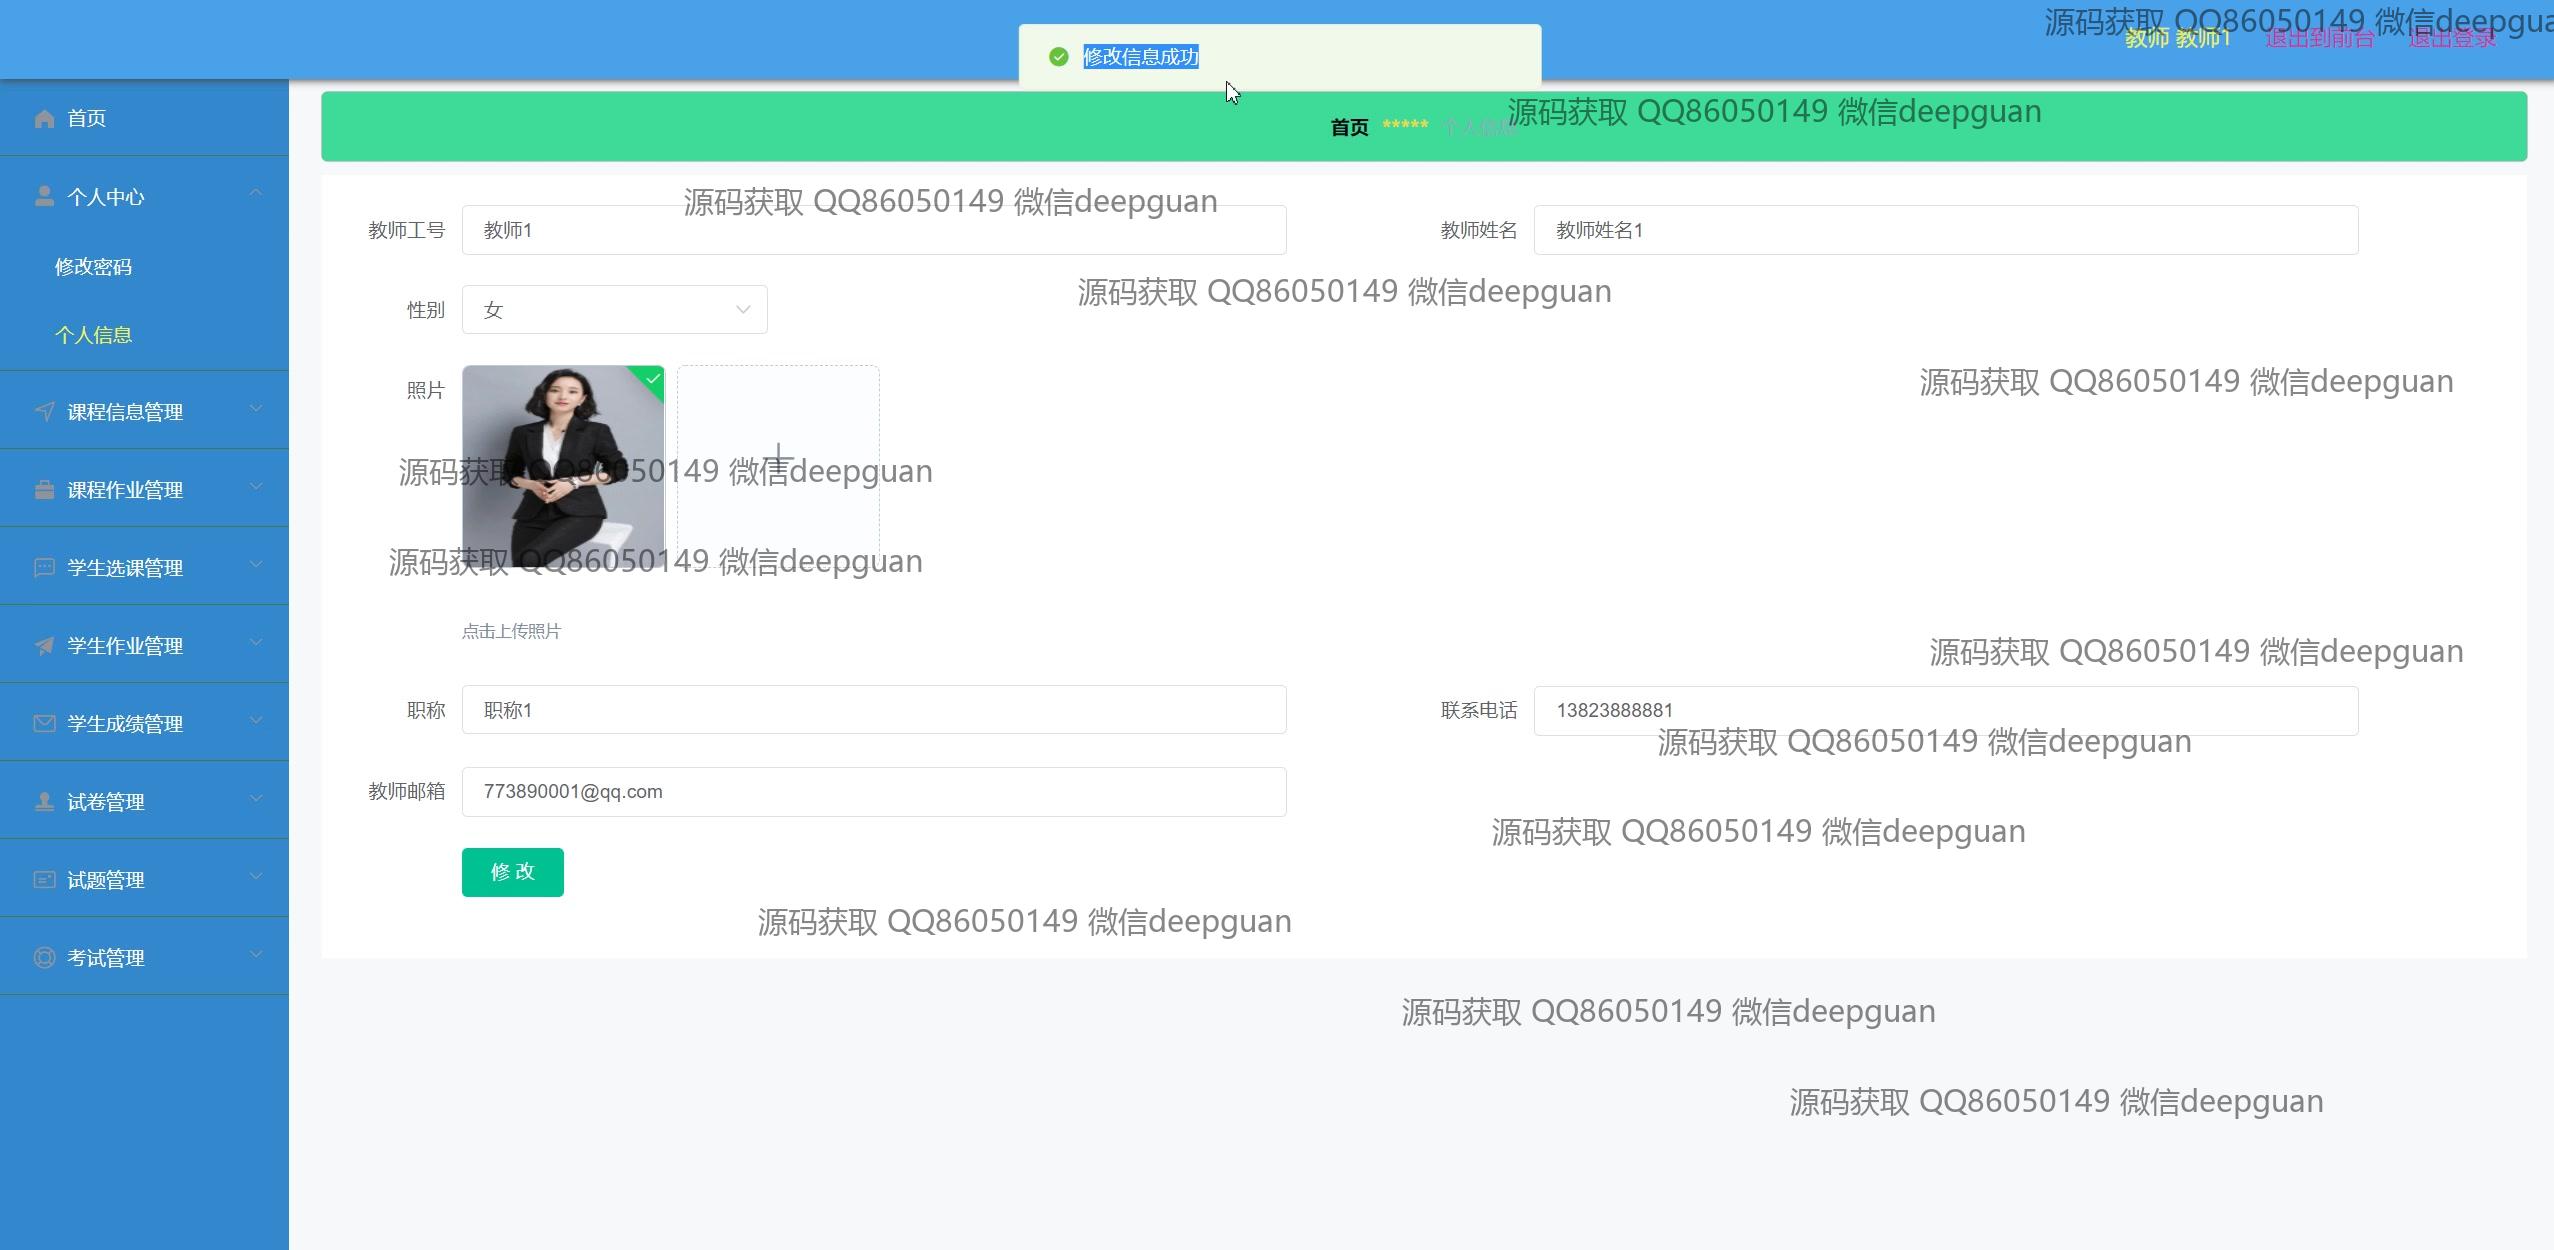 源码获取 QQ86050149 微信deepgua
修改信息成功
教师 教师1 退出到前台 退出登录
首页
首页 ***** 个人信息
源码获取 QQ86050149 微信deepguan
个人中心
源码获取 QQ86050149 微信deepguan
教师工号 教师1
教师姓名 教师姓名1
修改密码
源码获取 QQ86050149 微信deepguan
性别 女
个人信息
照片
源码获取 QQ86050149 微信deepguan
课程信息管理
源码获取 QQ86050149 微信deepguan
课程作业管理
源码获取 QQ86050149 微信deepguan
学生选课管理
点击上传照片
学生作业管理
源码获取 QQ86050149 微信deepguan
职称 职称1
联系电话 13823888881
学生成绩管理
源码获取 QQ86050149 微信deepguan
教师邮箱 773890001@qq.com
试卷管理
源码获取 QQ86050149 微信deepguan
修 改
试题管理
源码获取 QQ86050149 微信deepguan
考试管理
源码获取 QQ86050149 微信deepguan
源码获取 QQ86050149 微信deepguan